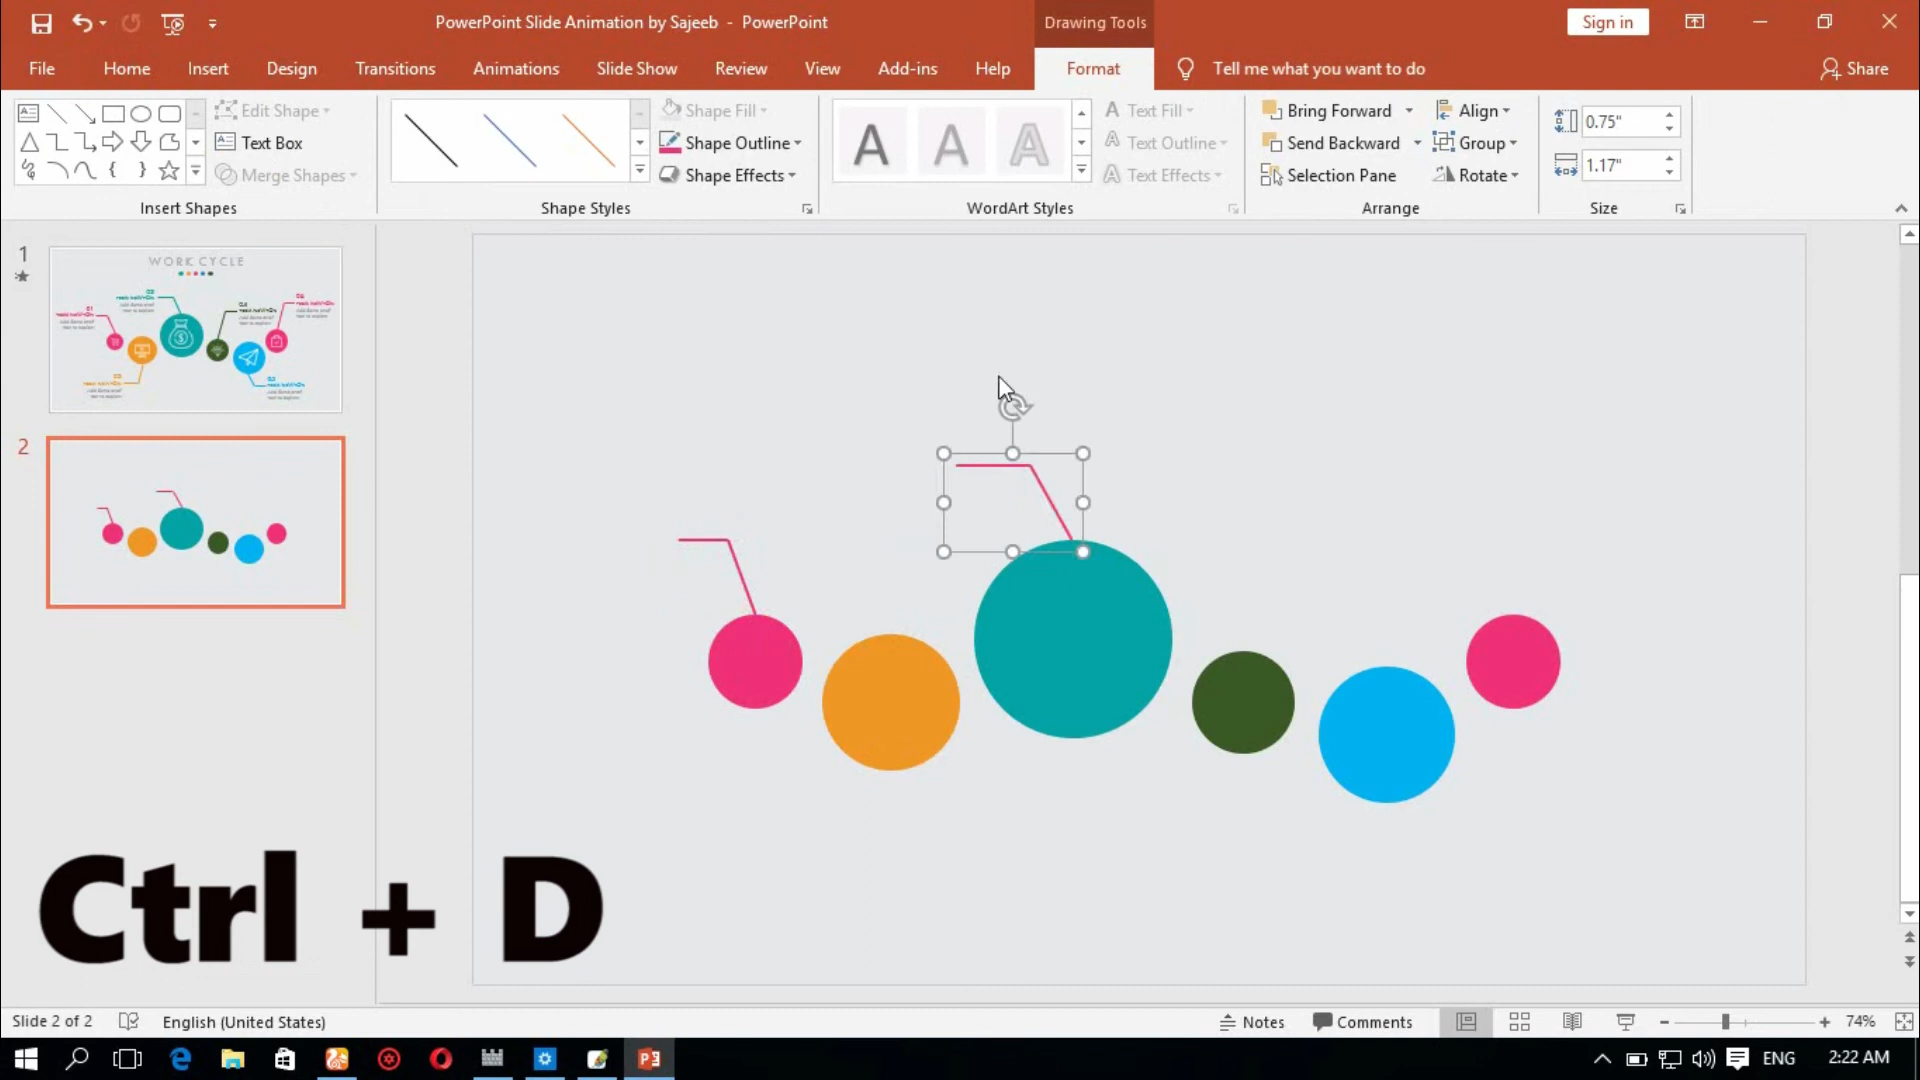 PowerPoint Slide Animation by Sajeeb - PowerPoint
Drawing Tools
Sign in
File Home Insert Design Transitions Animations Slide Show Review View Add-ins Help Format Tell me what you want to do Share
Edit Shape
Text Box
Merge Shapes
Insert Shapes
Shape Fill
Shape Outline
Shape Effects
Shape Styles
A A A
Text Fill
Text Outline
Text Effects
WordArt Styles
Bring Forward
Send Backward
Selection Pane
Align
Group
Rotate
Arrange
0.75"
1.17"
Size
1
WORK CYCLE
2
Ctrl + D
Slide 2 of 2
English (United States)
Notes
Comments
74%
ENG
2:22 AM